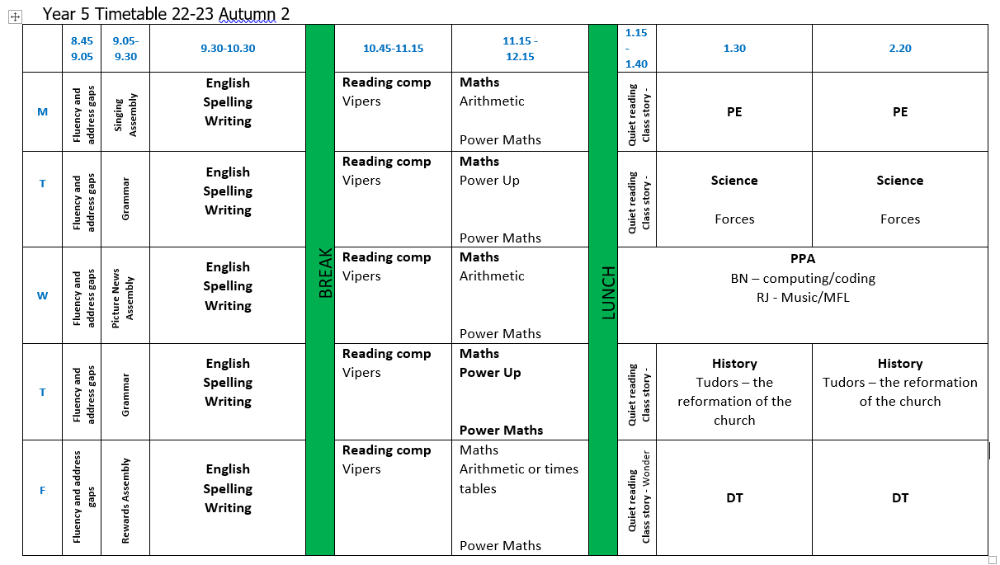 Year 5 Timetable 22-23 Autumn 2
8.45
9.05
9.05-
9.30
9.30-10.30
10.45-11.15
11.15 -
12.15
1.15
-
1.40
1.30
2.20
BREAK
LUNCH
M
Fluency and
address gaps
Singing
Assembly
English
Spelling
Writing
Reading comp
Vipers
Maths
Arithmetic
Power Maths
Quiet reading
Class story -
PE
PE
T
Fluency and
address gaps
Grammar
English
Spelling
Writing
Reading comp
Vipers
Maths
Power Up
Power Maths
Quiet reading
Class story -
Science
Forces
Science
Forces
W
Fluency and
address gaps
Picture News
Assembly
English
Spelling
Writing
Reading comp
Vipers
Maths
Arithmetic
Power Maths
PPA
BN – computing/coding
RJ - Music/MFL
T
Fluency and
address gaps
Grammar
English
Spelling
Writing
Reading comp
Vipers
Maths
Power Up
Power Maths
Quiet reading
Class story -
History
Tudors – the
reformation of the
church
History
Tudors – the reformation
of the church
F
Fluency and address
gaps
Rewards Assembly
English
Spelling
Writing
Reading comp
Vipers
Maths
Arithmetic or times
tables
Power Maths
Quiet reading
Class story - Wonder
DT
DT